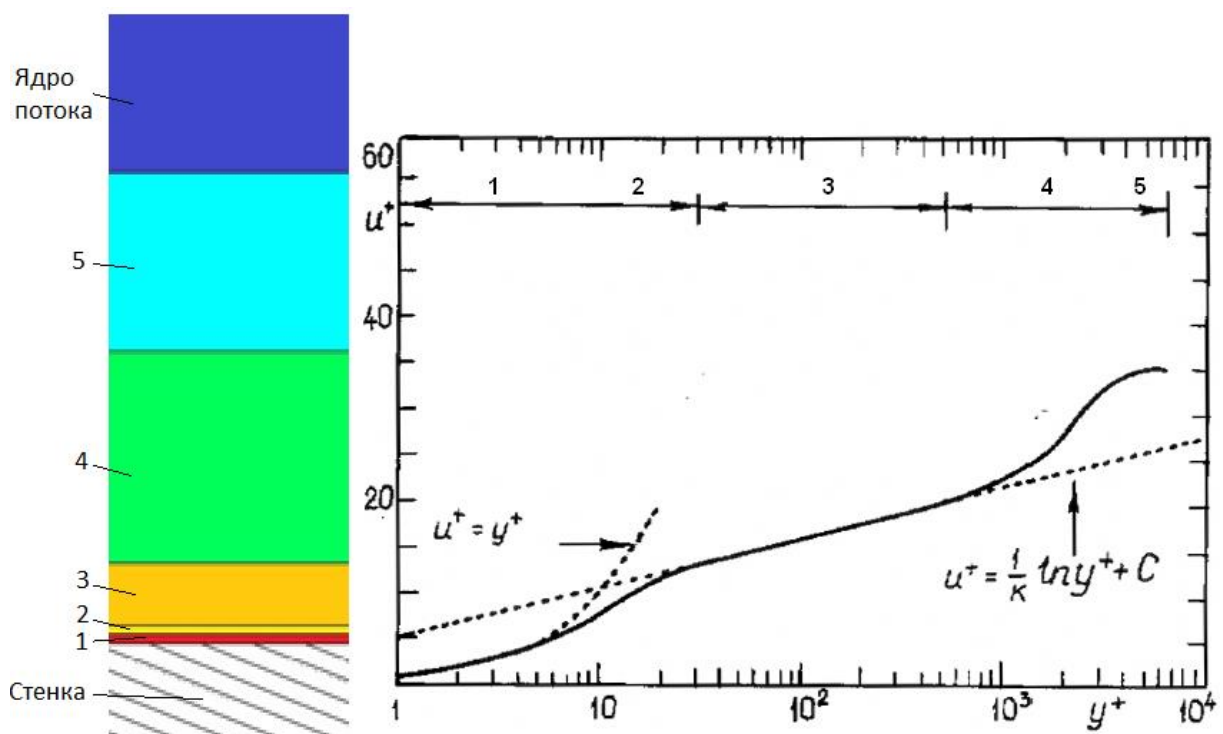 Ядро
потока
5
4
3
2
1
Стенка
60
u⁺
40
20
1 2 3 4 5
u⁺ = y⁺
u⁺ = 1/κ ln y⁺ + C
1 10 10² 10³ y⁺ 10⁴